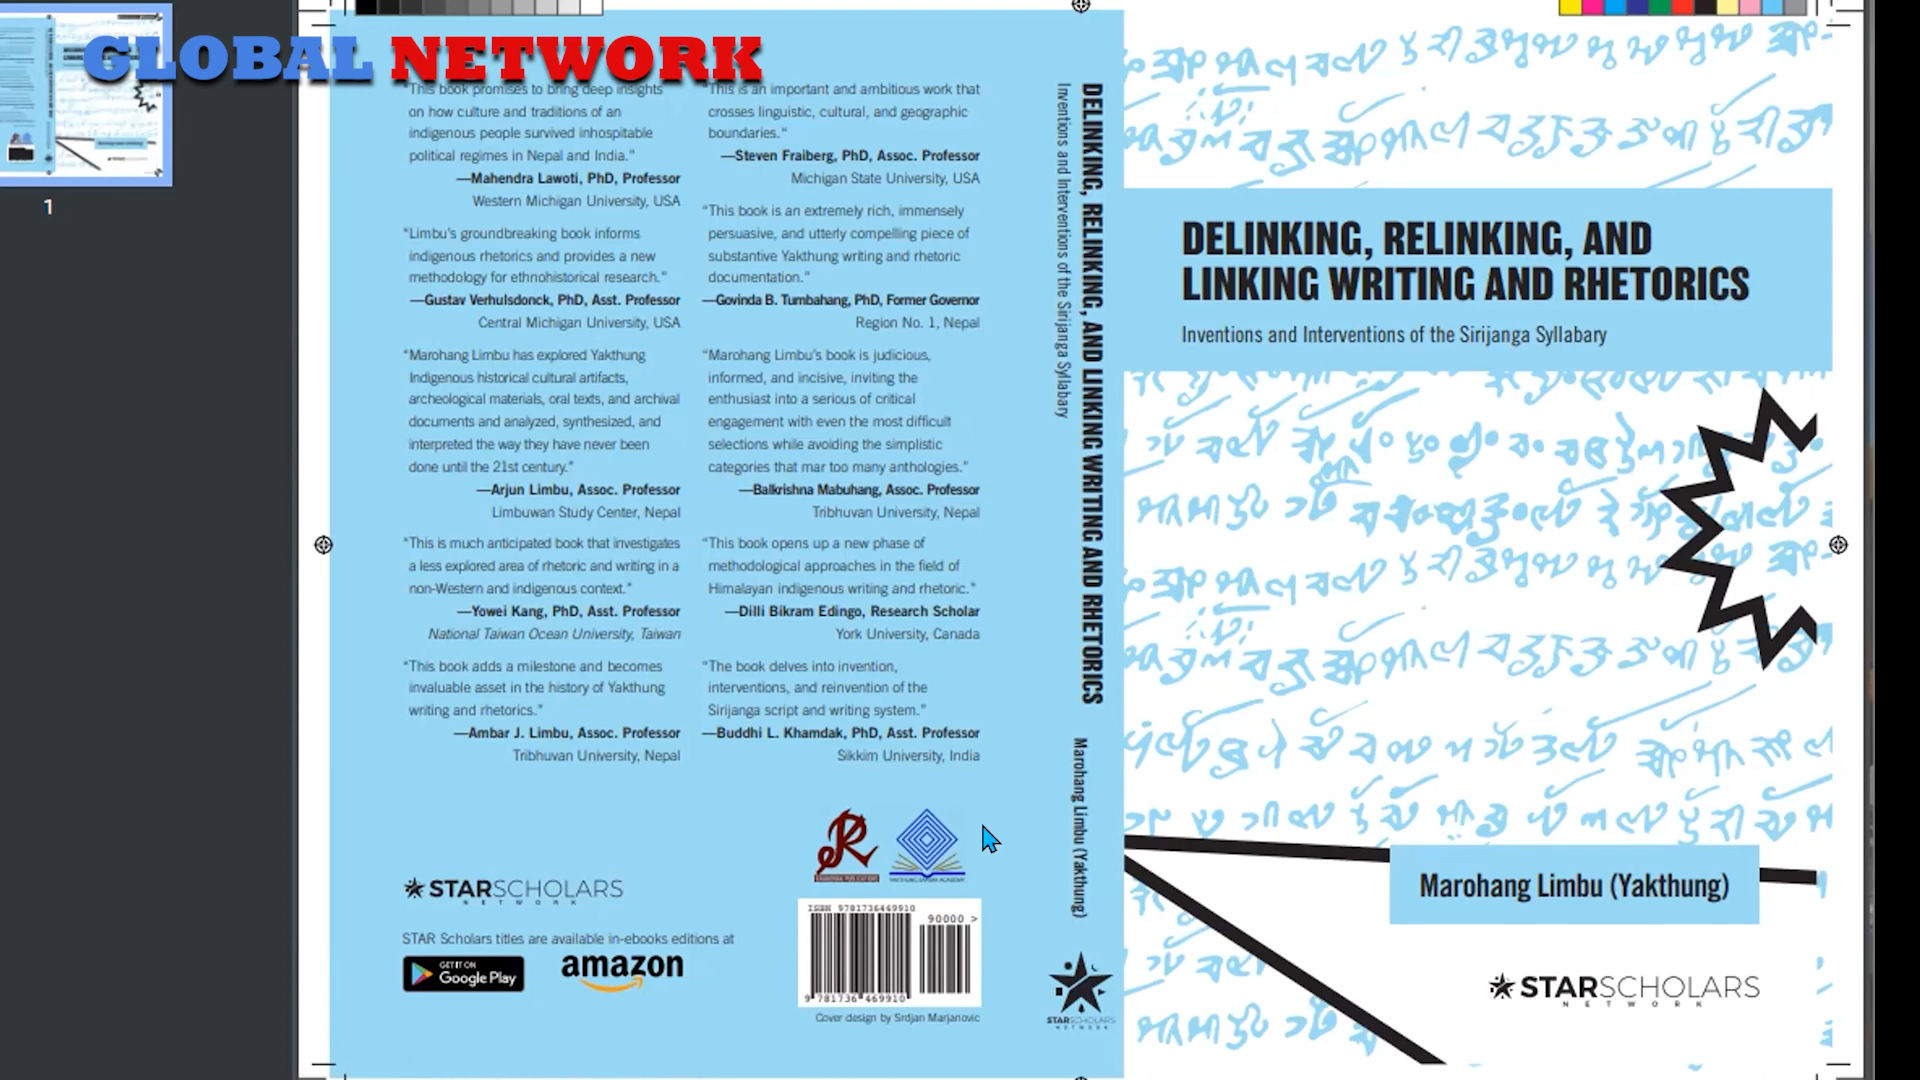 GLOBAL NETWORK
1
"This book promises to bring deep insights
on how culture and traditions of an
indigenous people survived inhospitable
political regimes in Nepal and India."
—Mahendra Lawoti, PhD, Professor
Western Michigan University, USA
"Limbu's groundbreaking book informs
indigenous rhetorics and provides a new
methodology for ethnohistorical research."
—Gustav Verhulsdonck, PhD, Asst. Professor
Central Michigan University, USA
"Marohang Limbu has explored Yakthung
Indigenous historical cultural artifacts,
archeological materials, oral texts, and archival
documents and analyzed, synthesized, and
interpreted the way they have never been
done until the 21st century."
—Arjun Limbu, Assoc. Professor
Limbuwan Study Center, Nepal
"This is much anticipated book that investigates
a less explored area of rhetoric and writing in a
non-Western and indigenous context."
—Yowei Kang, PhD, Asst. Professor
National Taiwan Ocean University, Taiwan
"This book adds a milestone and becomes
invaluable asset in the history of Yakthung
writing and rhetorics."
—Ambar J. Limbu, Assoc. Professor
Tribhuvan University, Nepal
"This is an important and ambitious work that
crosses linguistic, cultural, and geographic
boundaries."
—Steven Fraiberg, PhD, Assoc. Professor
Michigan State University, USA
"This book is an extremely rich, immensely
persuasive, and utterly compelling piece of
substantive Yakthung writing and rhetoric
documentation."
—Govinda B. Tumbahang, PhD, Former Governor
Region No. 1, Nepal
"Marohang Limbu's book is judicious,
informed, and incisive, inviting the
enthusiast into a serious of critical
engagement with even the most difficult
selections while avoiding the simplistic
categories that mar too many anthologies."
—Balkrishna Mabuhang, Assoc. Professor
Tribhuvan University, Nepal
"This book opens up a new phase of
methodological approaches in the field of
Himalayan indigenous writing and rhetoric."
—Dilli Bikram Edingo, Research Scholar
York University, Canada
"The book delves into invention,
interventions, and reinvention of the
Sirijanga script and writing system."
—Buddhi L. Khamdak, PhD, Asst. Professor
Sikkim University, India
STARSCHOLARS
NETWORK
STAR Scholars titles are available in-ebooks editions at
GET IT ON
Google Play
amazon
ISBN 9781736449910
90000 >
9 781736 469910
Cover design by Srdjan Marjanovic
DELINKING, RELINKING, AND LINKING WRITING AND RHETORICS
Inventions and Interventions of the Sirijanga Syllabary
Marohang Limbu (Yakthung)
STARSCHOLARS
NETWORK
DELINKING, RELINKING, AND
LINKING WRITING AND RHETORICS
Inventions and Interventions of the Sirijanga Syllabary
Marohang Limbu (Yakthung)
STARSCHOLARS
NETWORK